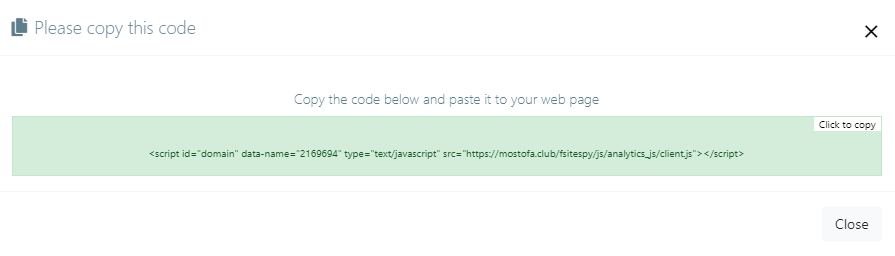 Please copy this code
Copy the code below and paste it to your web page
Click to copy
<script id="domain" data-name="2169694" type="text/javascript" src="https://mostofa.club/fsitespy/js/analytics_js/client.js"></script>
Close